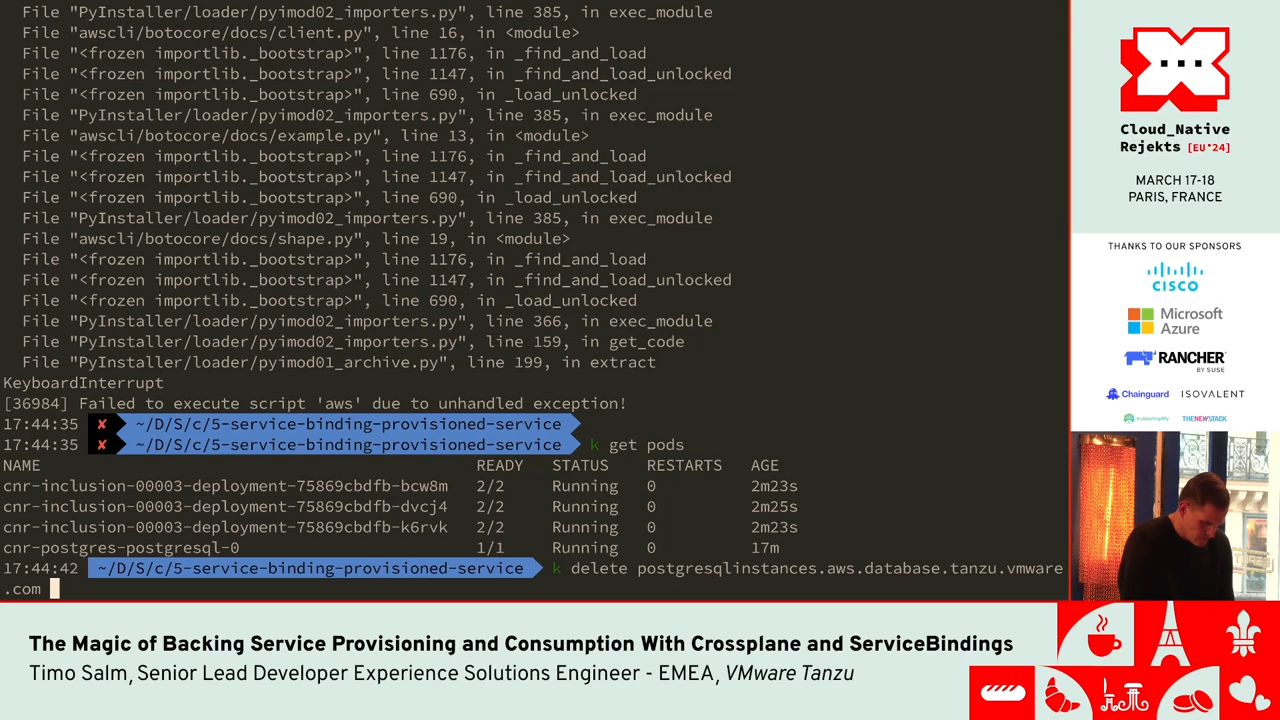 File "PyInstaller/loader/pyimod02_importers.py", line 385, in exec_module
File "awscli/botocore/docs/client.py", line 16, in <module>
File "<frozen importlib._bootstrap>", line 1176, in _find_and_load
File "<frozen importlib._bootstrap>", line 1147, in _find_and_load_unlocked
File "<frozen importlib._bootstrap>", line 690, in _load_unlocked
File "PyInstaller/loader/pyimod02_importers.py", line 385, in exec_module
File "awscli/botocore/docs/example.py", line 13, in <module>
File "<frozen importlib._bootstrap>", line 1176, in _find_and_load
File "<frozen importlib._bootstrap>", line 1147, in _find_and_load_unlocked
File "<frozen importlib._bootstrap>", line 690, in _load_unlocked
File "PyInstaller/loader/pyimod02_importers.py", line 385, in exec_module
File "awscli/botocore/docs/shape.py", line 19, in <module>
File "<frozen importlib._bootstrap>", line 1176, in _find_and_load
File "<frozen importlib._bootstrap>", line 1147, in _find_and_load_unlocked
File "<frozen importlib._bootstrap>", line 690, in _load_unlocked
File "PyInstaller/loader/pyimod02_importers.py", line 366, in exec_module
File "PyInstaller/loader/pyimod02_importers.py", line 159, in get_code
File "PyInstaller/loader/pyimod01_archive.py", line 199, in extract
KeyboardInterrupt
[36984] Failed to execute script 'aws' due to unhandled exception!
17:44:35 ✘ ~/D/S/c/5-service-binding-provisioned-service
17:44:35 ✘ ~/D/S/c/5-service-binding-provisioned-service k get pods
NAME READY STATUS RESTARTS AGE
cnr-inclusion-00003-deployment-75869cbdfb-bcw8m 2/2 Running 0 2m23s
cnr-inclusion-00003-deployment-75869cbdfb-dvcj4 2/2 Running 0 2m25s
cnr-inclusion-00003-deployment-75869cbdfb-k6rvk 2/2 Running 0 2m23s
cnr-postgres-postgresql-0 1/1 Running 0 17m
17:44:42 ~/D/S/c/5-service-binding-provisioned-service k delete postgresqlinstances.aws.database.tanzu.vmware
.com
Cloud_Native
Rejekts [EU'24]
MARCH 17-18
PARIS, FRANCE
THANKS TO OUR SPONSORS
CISCO
Microsoft
Azure
RANCHER
BY SUSE
Chainguard ISOVALENT
kubesimplify THENEWSTACK
The Magic of Backing Service Provisioning and Consumption With Crossplane and ServiceBindings
Timo Salm, Senior Lead Developer Experience Solutions Engineer - EMEA, VMware Tanzu